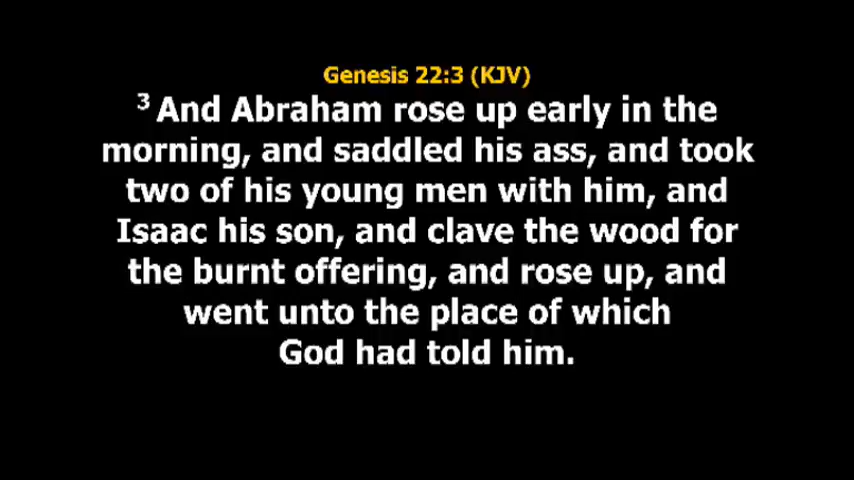 Genesis 22:3 (KJV)
3 And Abraham rose up early in the
morning, and saddled his ass, and took
two of his young men with him, and
Isaac his son, and clave the wood for
the burnt offering, and rose up, and
went unto the place of which
God had told him.